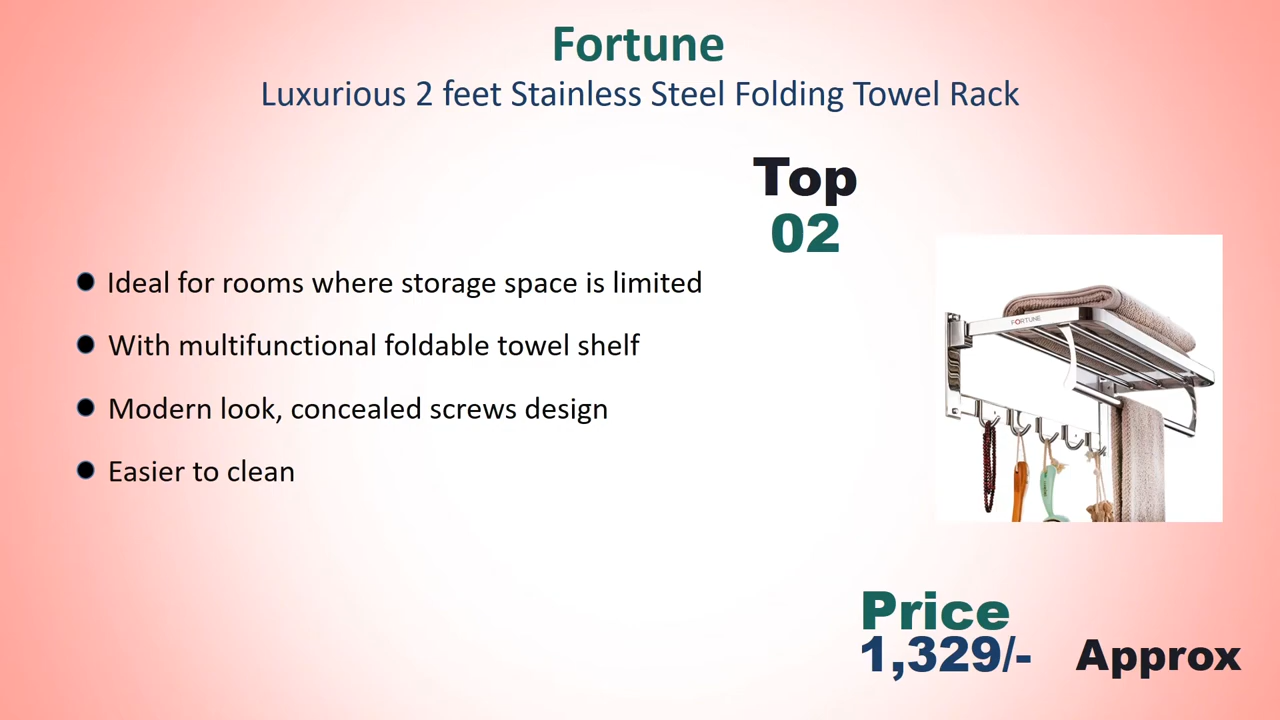 Fortune
Luxurious 2 feet Stainless Steel Folding Towel Rack
Top
02
Ideal for rooms where storage space is limited
With multifunctional foldable towel shelf
Modern look, concealed screws design
Easier to clean
FORTUNE
Price
1,329/- Approx